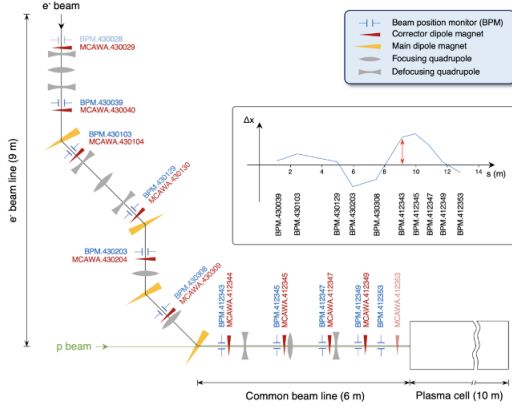 e⁻ beam
BPM.430028
MCAWA.430029
BPM.430039
MCAWA.430040
BPM.430103
MCAWA.430104
BPM.430129
MCAWA.430130
BPM.430203
MCAWA.430204
BPM.430308
MCAWA.430309
e⁻ beam line (9 m)
p beam
BPM.412343
MCAWA.412344
BPM.412345
MCAWA.412345
BPM.412347
MCAWA.412347
BPM.412349
MCAWA.412349
BPM.412353
MCAWA.412353
Common beam line (6 m)
Plasma cell (10 m)
Beam position monitor (BPM)
Corrector dipole magnet
Main dipole magnet
Focusing quadrupole
Defocusing quadrupole
Δx
s (m)
2 4 6 8 10 12 14
BPM.430039
BPM.430103
BPM.430129
BPM.430203
BPM.430308
BPM.412343
BPM.412345
BPM.412347
BPM.412349
BPM.412353